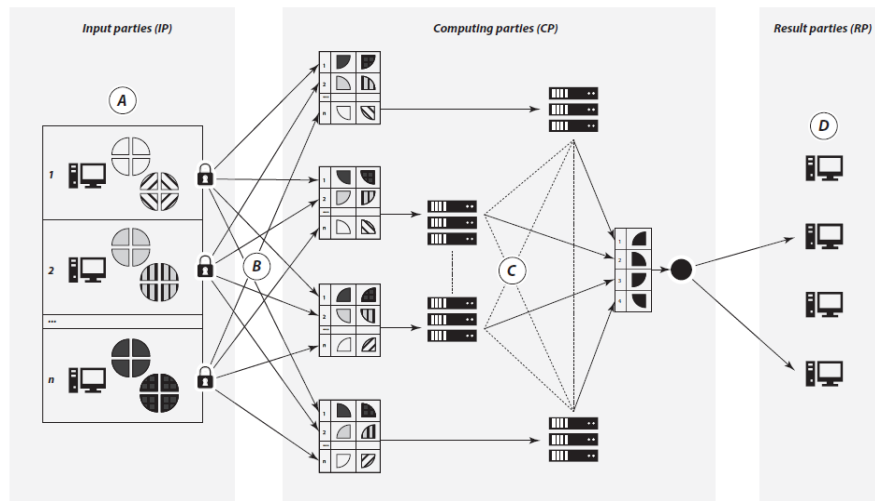 Input parties (IP)
Computing parties (CP)
Result parties (RP)
A
1
2
...
n
B
1
2
...
n
1
2
...
n
1
2
...
n
1
2
...
n
C
1
2
3
4
D